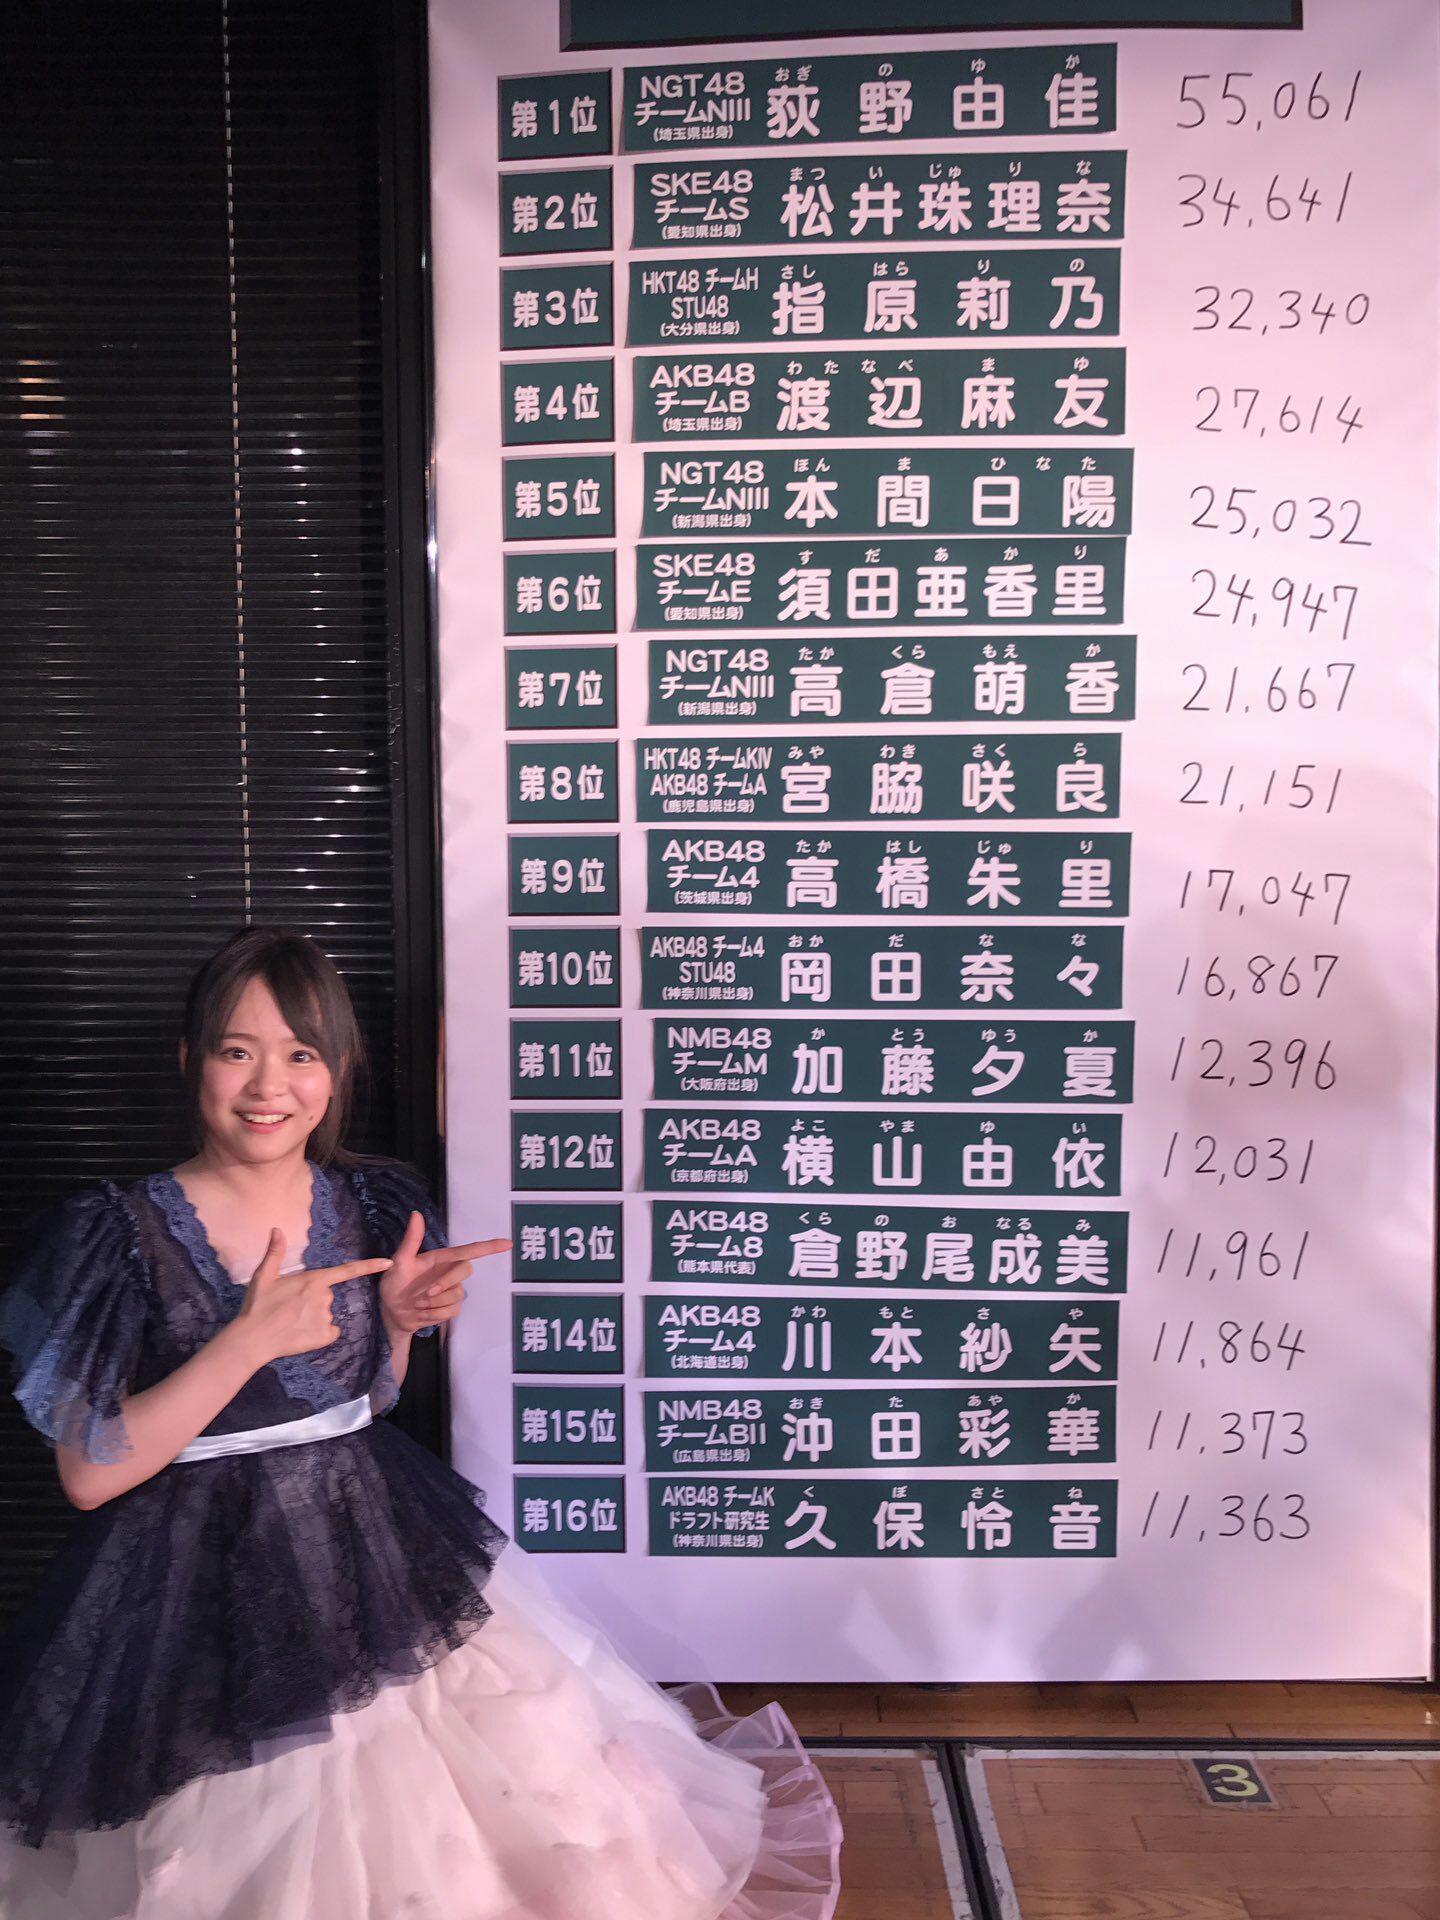 第1位 NGT48 チームNIII (埼玉県出身) 荻野由佳 おぎ の ゆ か 55,061
第2位 SKE48 チームS (愛知県出身) 松井珠理奈 まつ い じゅ り な 34,641
第3位 HKT48 チームH STU48 (大分県出身) 指原莉乃 さし はら り の 32,340
第4位 AKB48 チームB (埼玉県出身) 渡辺麻友 わた なべ ま ゆ 27,614
第5位 NGT48 チームNIII (新潟県出身) 本間日陽 ほん ま ひ なた 25,032
第6位 SKE48 チームE (愛知県出身) 須田亜香里 す だ あ か り 24,947
第7位 NGT48 チームNIII (新潟県出身) 高倉萌香 たか くら もえ か 21,667
第8位 HKT48 チームKIV AKB48 チームA (鹿児島県出身) 宮脇咲良 みや わき さく ら 21,151
第9位 AKB48 チーム4 (茨城県出身) 高橋朱里 たか はし じゅ り 17,047
第10位 AKB48 チーム4 STU48 (神奈川県出身) 岡田奈々 おか だ な な 16,867
第11位 NMB48 チームM (大阪府出身) 加藤夕夏 か とう ゆう か 12,396
第12位 AKB48 チームA (京都府出身) 横山由依 よこ やま ゆ い 12,031
第13位 AKB48 チーム8 (熊本県代表) 倉野尾成美 くら の お なる み 11,961
第14位 AKB48 チーム4 (北海道出身) 川本紗矢 かわ もと さ や 11,864
第15位 NMB48 チームBII (広島県出身) 沖田彩華 おき た あや か 11,373
第16位 AKB48 チームK ドラフト研究生 (神奈川県出身) 久保怜音 く ぼ さと ね 11,363
3